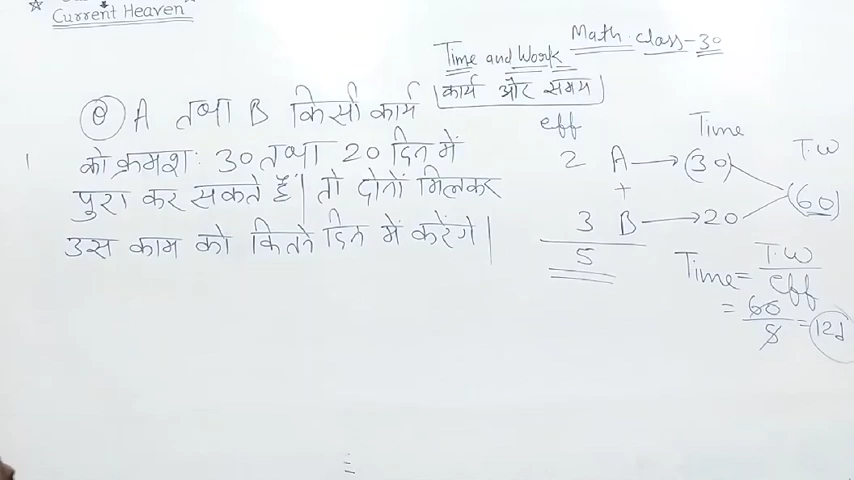 Current Heaven
Math class-30
Time and Work
कार्य और समय
Q A तथा B किसी कार्य
को क्रमशः 30 तथा 20 दिन में
पुरा कर सकते हैं| तो दोनों मिलकर
उस काम को कितने दिन में करेंगे|
eff Time T.W
2 A → (30)
+ (60)
3 B → 20
5
Time = T.W / eff
= 60 / 5 = 12d